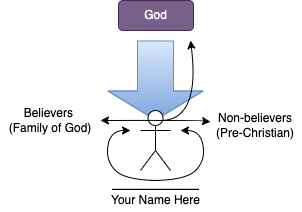 God
Believers
(Family of God)
Non-believers
(Pre-Christian)
Your Name Here